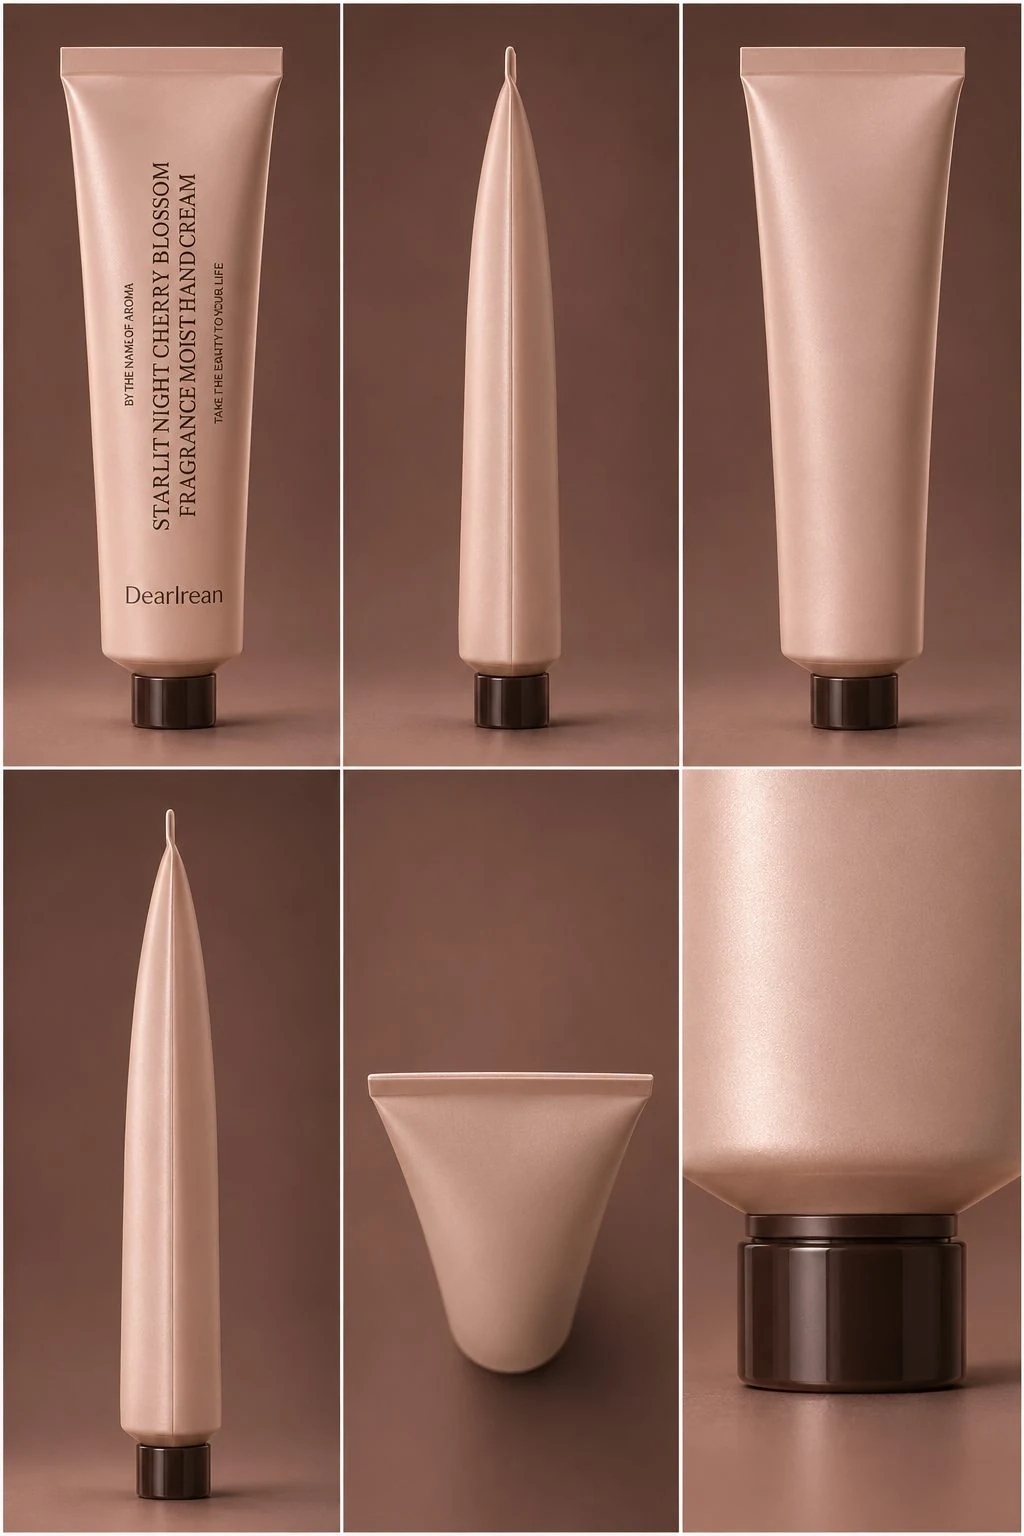 BY THE NAME OF AROMA
STARLIT NIGHT CHERRY BLOSSOM
FRAGRANCE MOIST HAND CREAM
TAKE THE EAWTY TO YOUR LIFE
DearIrean